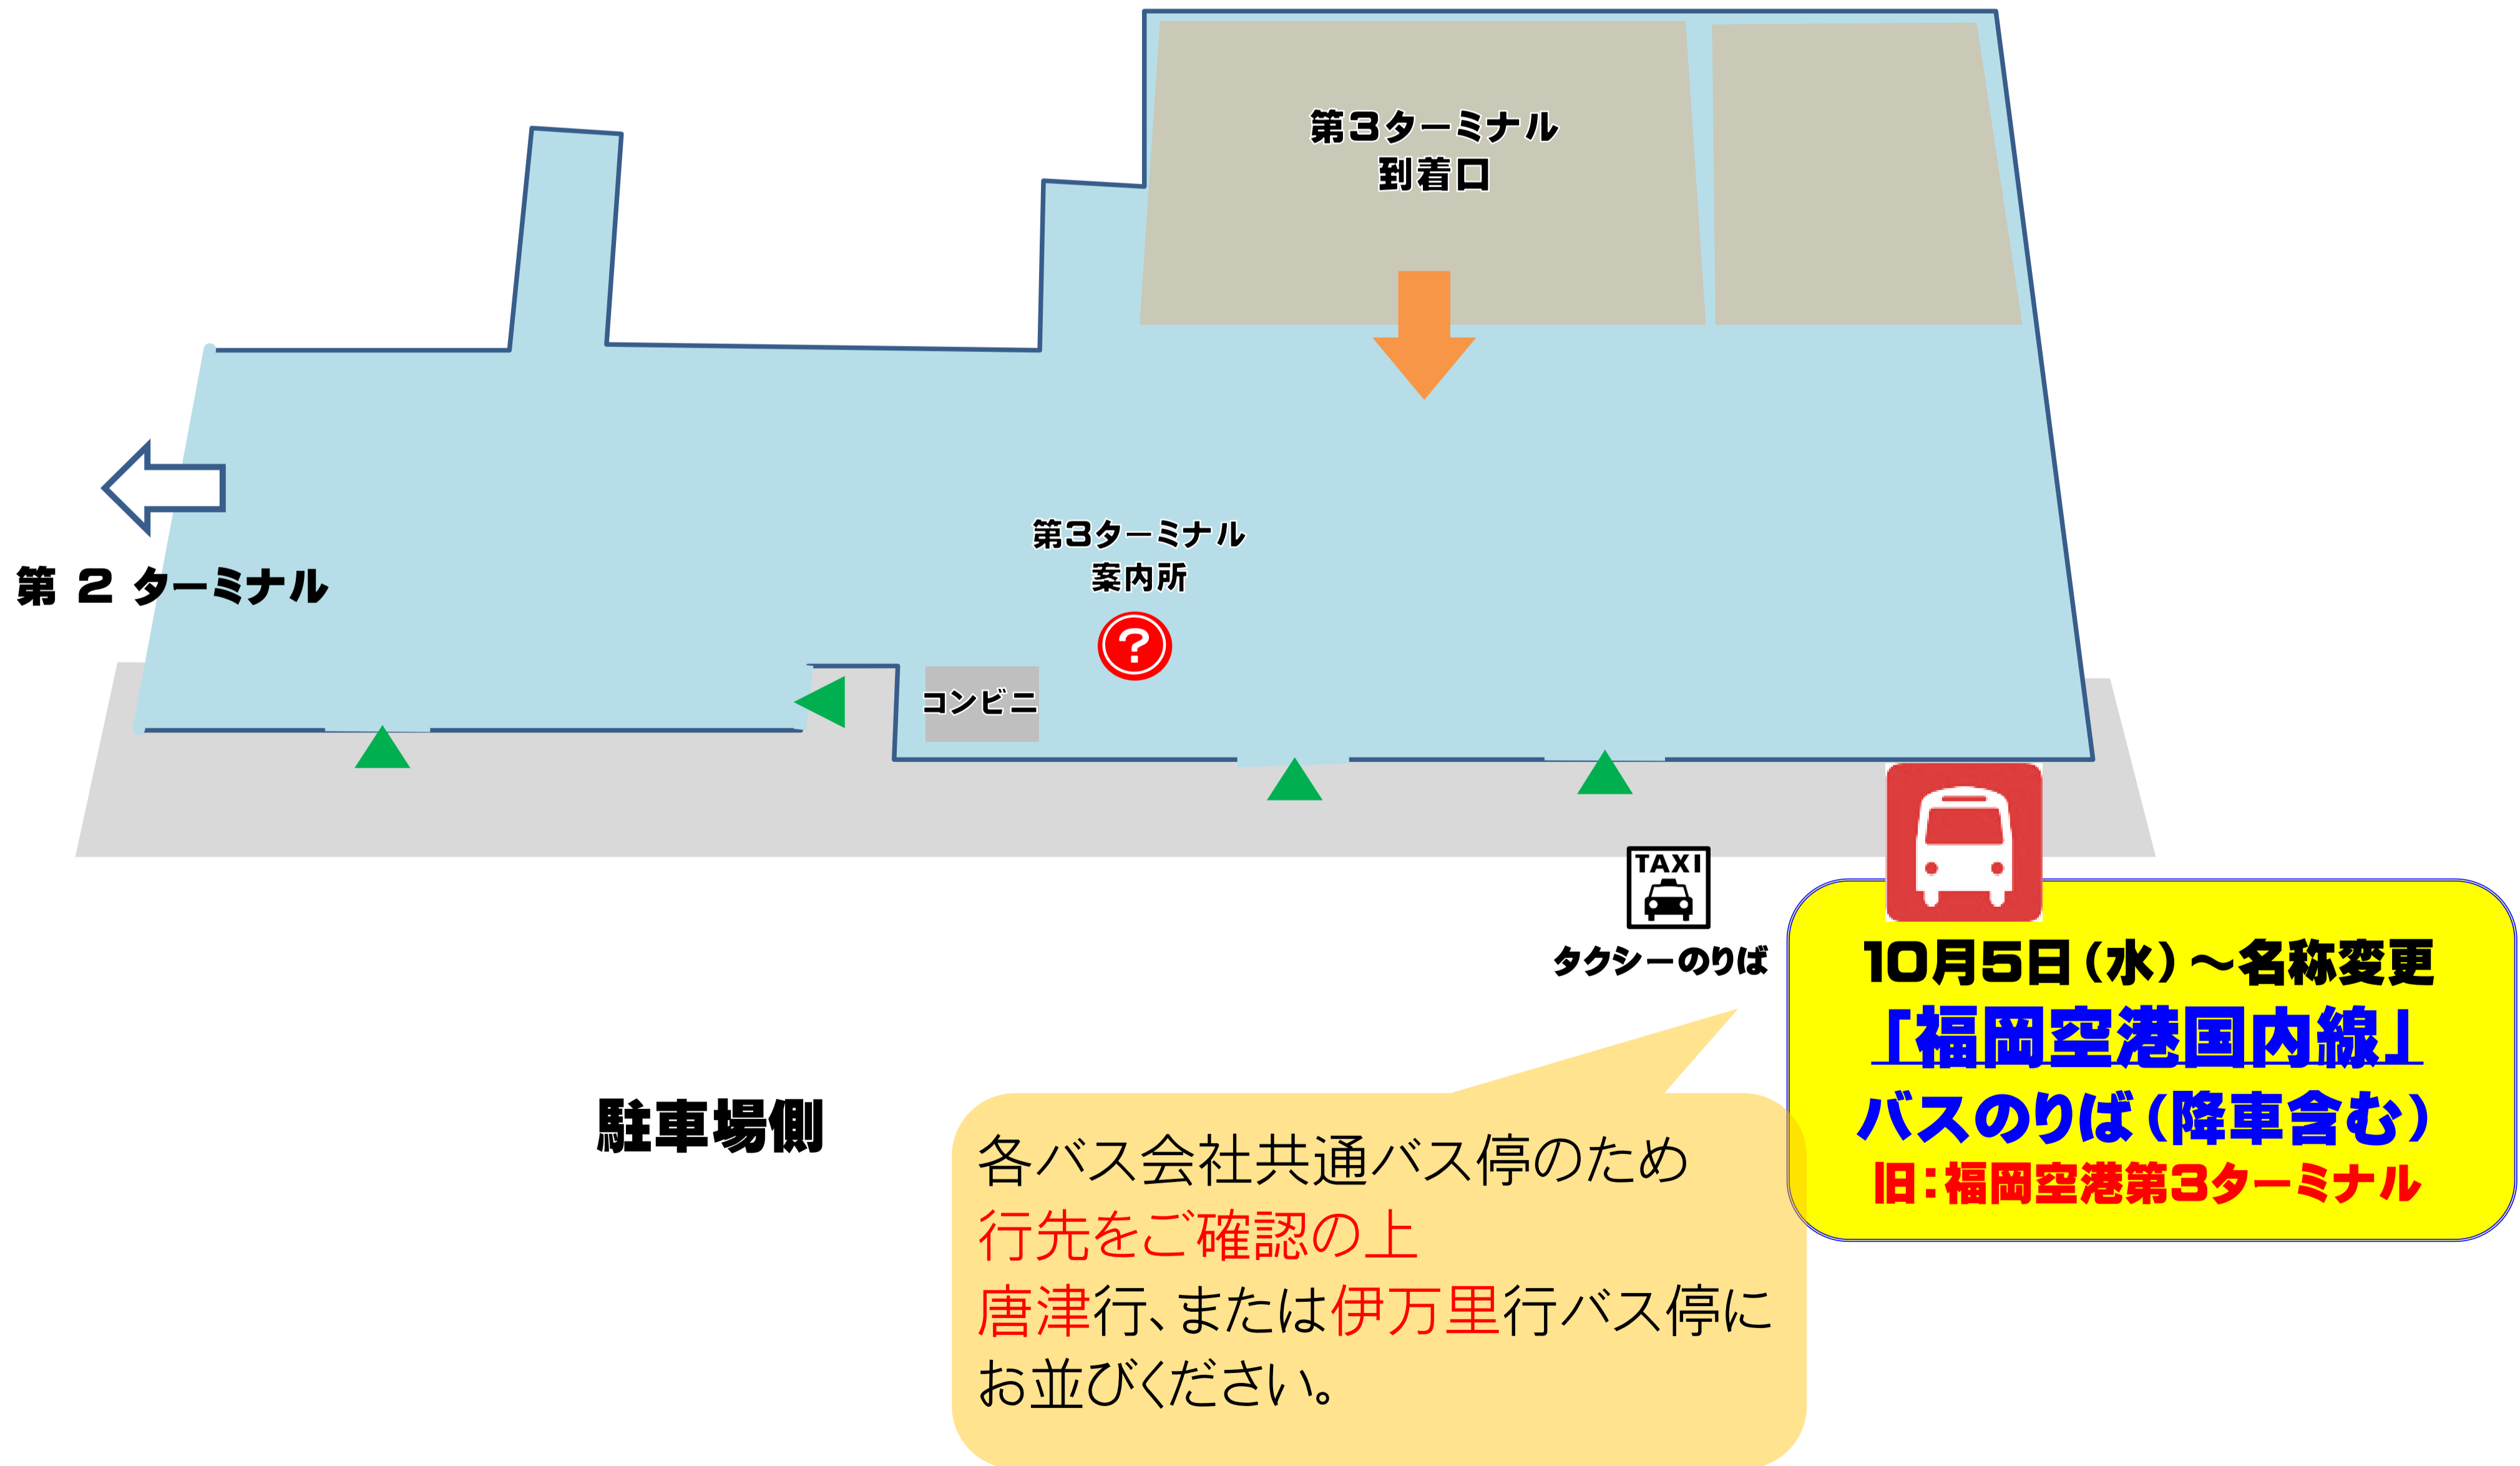 第3ターミナル
到着口
第3ターミナル
案内所
?
第 2 ターミナル
コンビニ
TAXI
タクシーのりば
10月5日(水)～名称変更
「福岡空港国内線」
バスのりば(降車含む)
旧:福岡空港第3ターミナル
駐車場側
各バス会社共通バス停のため
行先をご確認の上
唐津行、または伊万里行バス停に
お並びください。